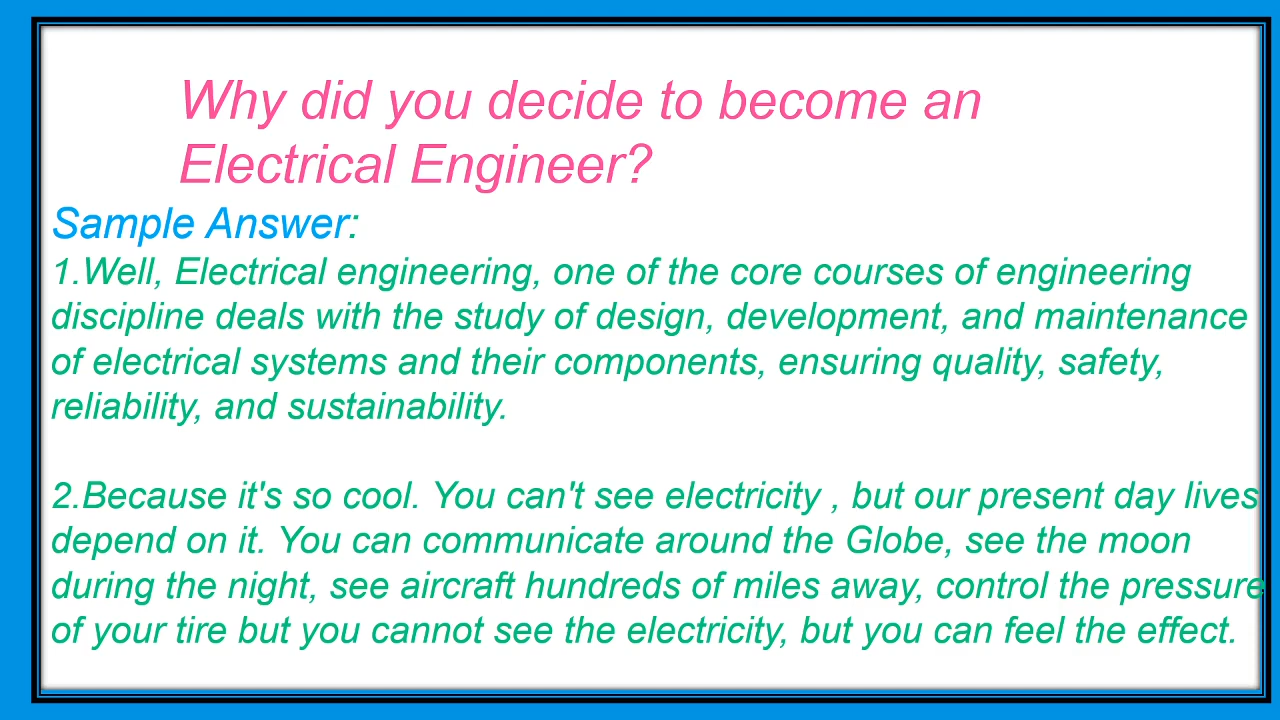 Why did you decide to become an
Electrical Engineer?
Sample Answer:
1.Well, Electrical engineering, one of the core courses of engineering
discipline deals with the study of design, development, and maintenance
of electrical systems and their components, ensuring quality, safety,
reliability, and sustainability.
2.Because it's so cool. You can't see electricity , but our present day lives
depend on it. You can communicate around the Globe, see the moon
during the night, see aircraft hundreds of miles away, control the pressure
of your tire but you cannot see the electricity, but you can feel the effect.